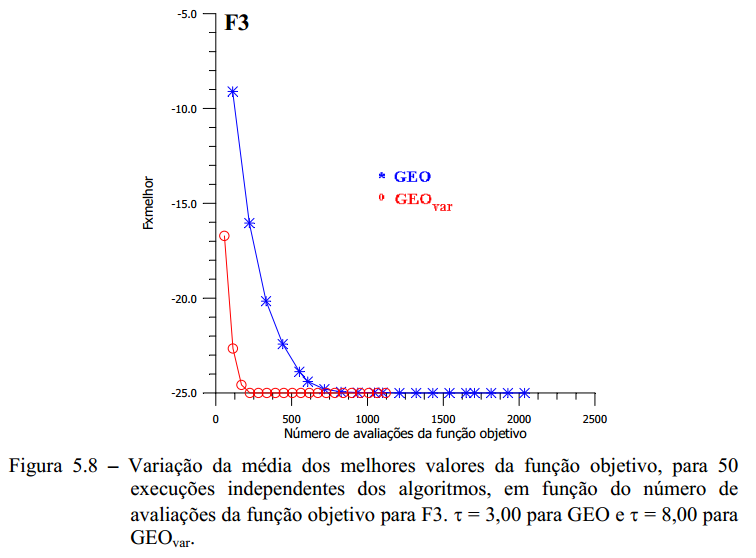 F3
-5.0
-10.0
-15.0
-20.0
-25.0
Fxmelhor
GEO
GEOvar
0
500
1000
1500
2000
2500
Número de avaliações da função objetivo
Figura 5.8 – Variação da média dos melhores valores da função objetivo, para 50
execuções independentes dos algoritmos, em função do número de
avaliações da função objetivo para F3. τ = 3,00 para GEO e τ = 8,00 para
GEOvar.